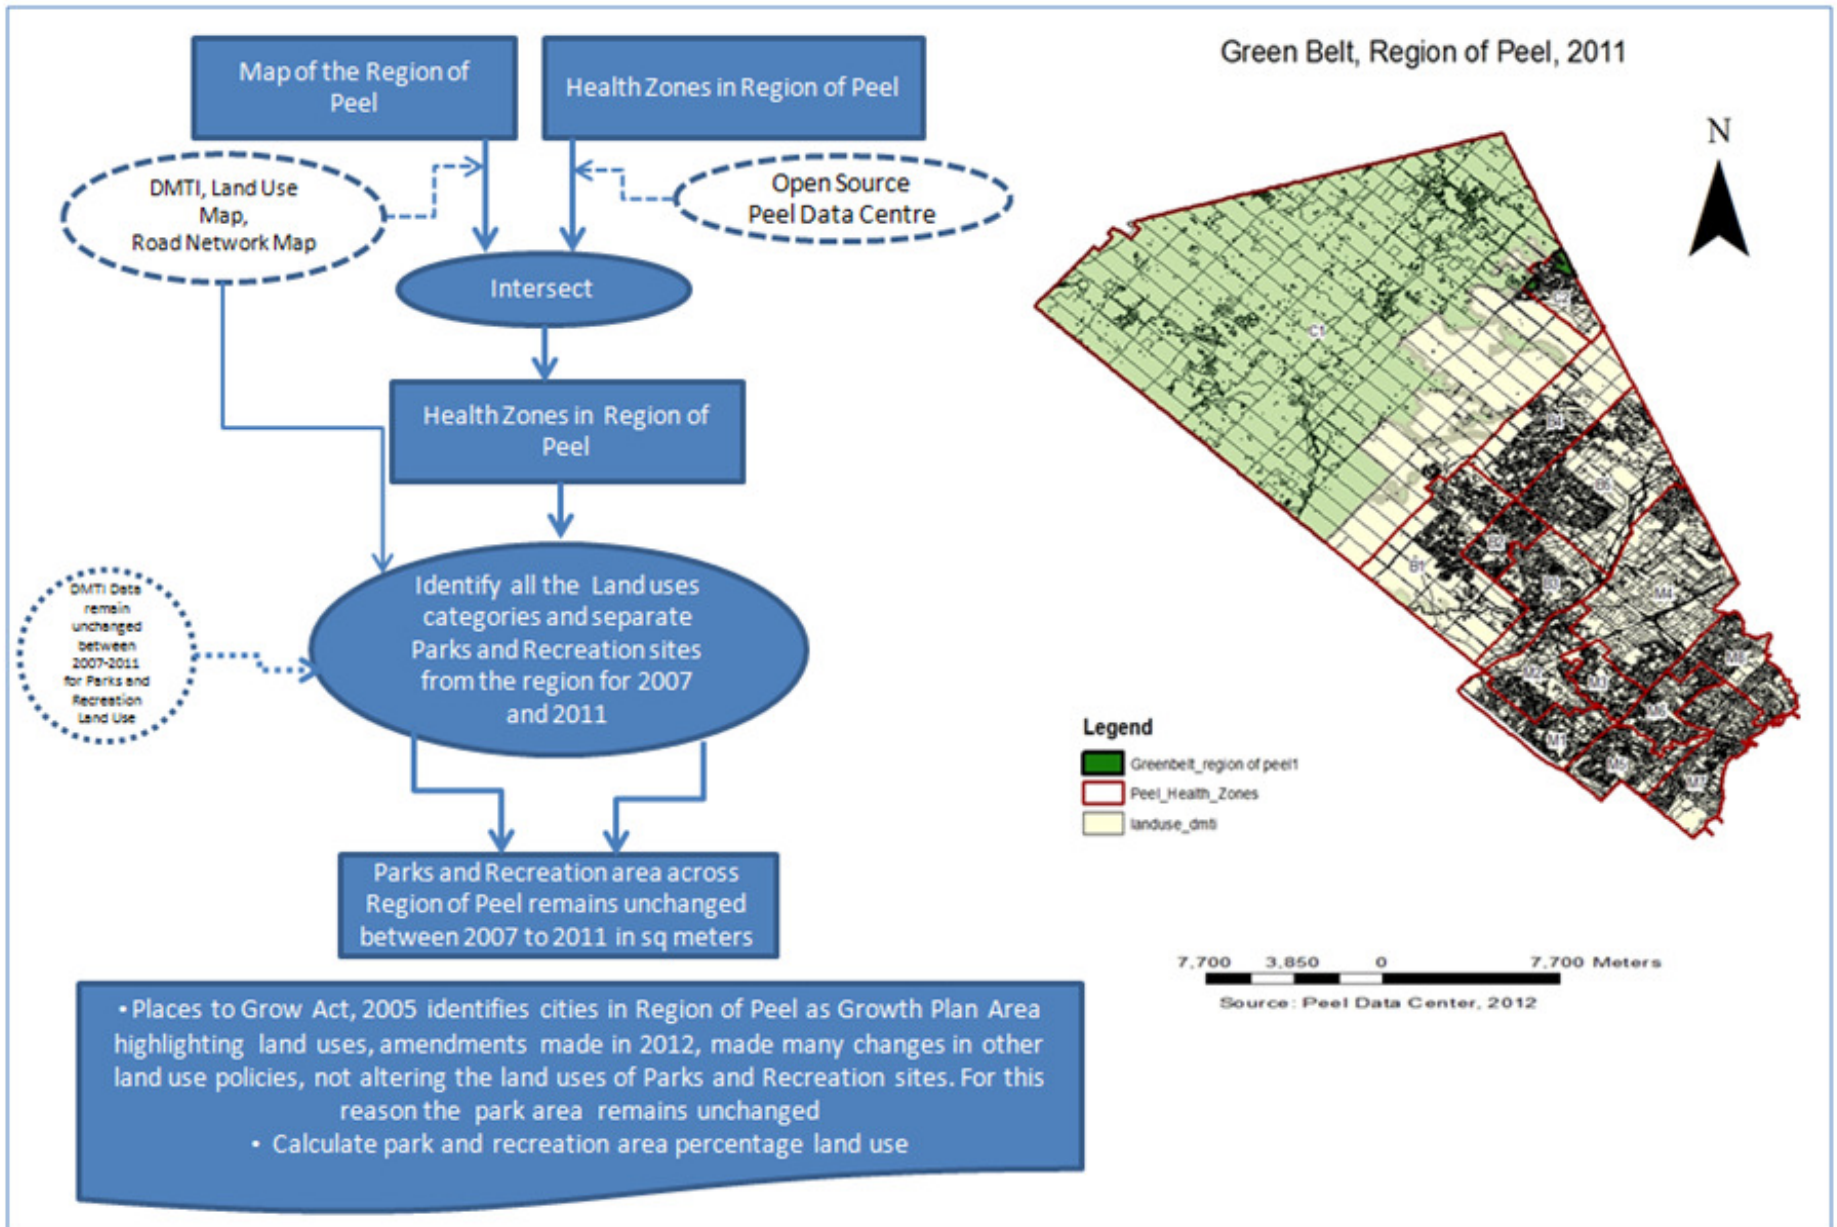 Map of the Region of
Peel
Health Zones in Region of Peel
DMTI, Land Use
Map,
Road Network Map
Open Source
Peel Data Centre
Intersect
Health Zones in Region of
Peel
DMTI Data
remain
unchanged
between
2007-2011
for Parks and
Recreation
Land Use
Identify all the Land uses
categories and separate
Parks and Recreation sites
from the region for 2007
and 2011
Parks and Recreation area across
Region of Peel remains unchanged
between 2007 to 2011 in sq meters
• Places to Grow Act, 2005 identifies cities in Region of Peel as Growth Plan Area
highlighting land uses, amendments made in 2012, made many changes in other
land use policies, not altering the land uses of Parks and Recreation sites. For this
reason the park area remains unchanged
• Calculate park and recreation area percentage land use
Green Belt, Region of Peel, 2011
N
C1
C2
B4
B6
B2
B1
B3
M4
M2
M3
M1
M5
M7
Legend
Greenbelt_region of peel1
Peel_Health_Zones
landuse_dmti
7,700 3,850 0 7,700 Meters
Source: Peel Data Center, 2012